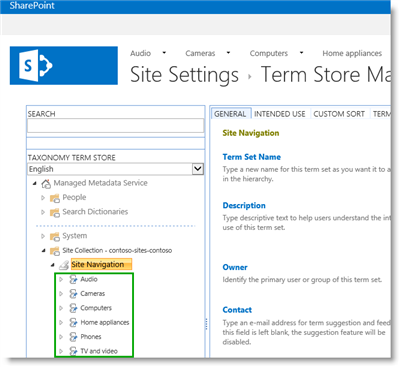 SharePoint
Audio Cameras Computers Home appliances
Site Settings › Term Store Ma
SEARCH
TAXONOMY TERM STORE
English
Managed Metadata Service
People
Search Dictionaries
System
Site Collection - contoso-sites-contoso
Site Navigation
Audio
Cameras
Computers
Home appliances
Phones
TV and video
GENERAL INTENDED USE CUSTOM SORT TERM
Site Navigation
Term Set Name
Type a new name for this term set as you want it to a
in the hierarchy.
Description
Type descriptive text to help users understand the int
use of this term set.
Owner
Identify the primary user or group of this term set.
Contact
Type an e-mail address for term suggestion and feed
this field is left blank, the suggestion feature will be
disabled.